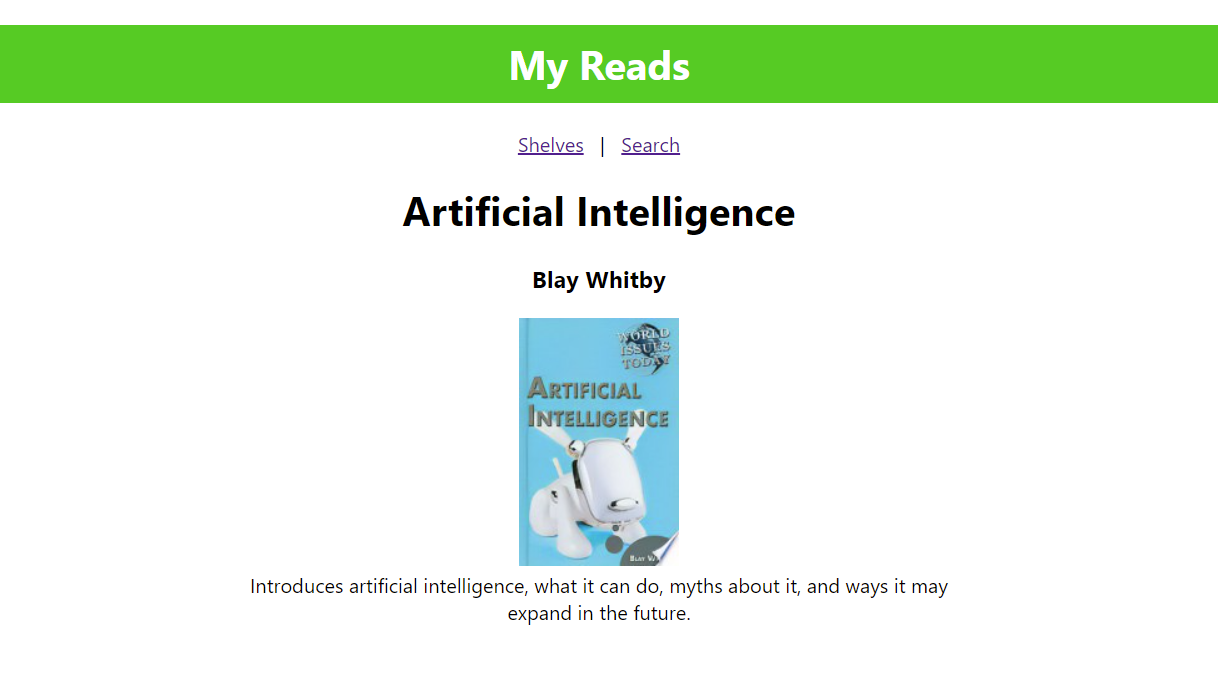 My Reads
Shelves | Search
Artificial Intelligence
Blay Whitby
WORLD
ISSUES
TODAY
ARTIFICIAL
INTELLIGENCE
BLAY
Introduces artificial intelligence, what it can do, myths about it, and ways it may
expand in the future.